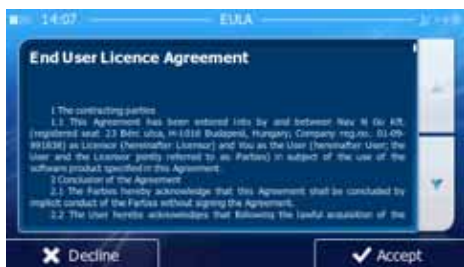 14:07 EULA
End User Licence Agreement
1 The contracting parties
1.1 This Agreement has been entered into by and between Nav N Go Kft.
(registered seat: 23 Bérc utca, H-1016 Budapest, Hungary; Company reg.no.: 01-09-
891838) as Licensor (hereinafter Licensor) and You as the User (hereinafter User; the
User and the Licensor jointly referred to as Parties) in subject of the use of the
software product specified in this Agreement.
2 Conclusion of the Agreement
2.1 The Parties hereby acknowledge that this Agreement shall be concluded by
implicit conduct of the Parties without signing the Agreement.
2.2 The User hereby acknowledges that following the lawful acquisition of the
Decline Accept